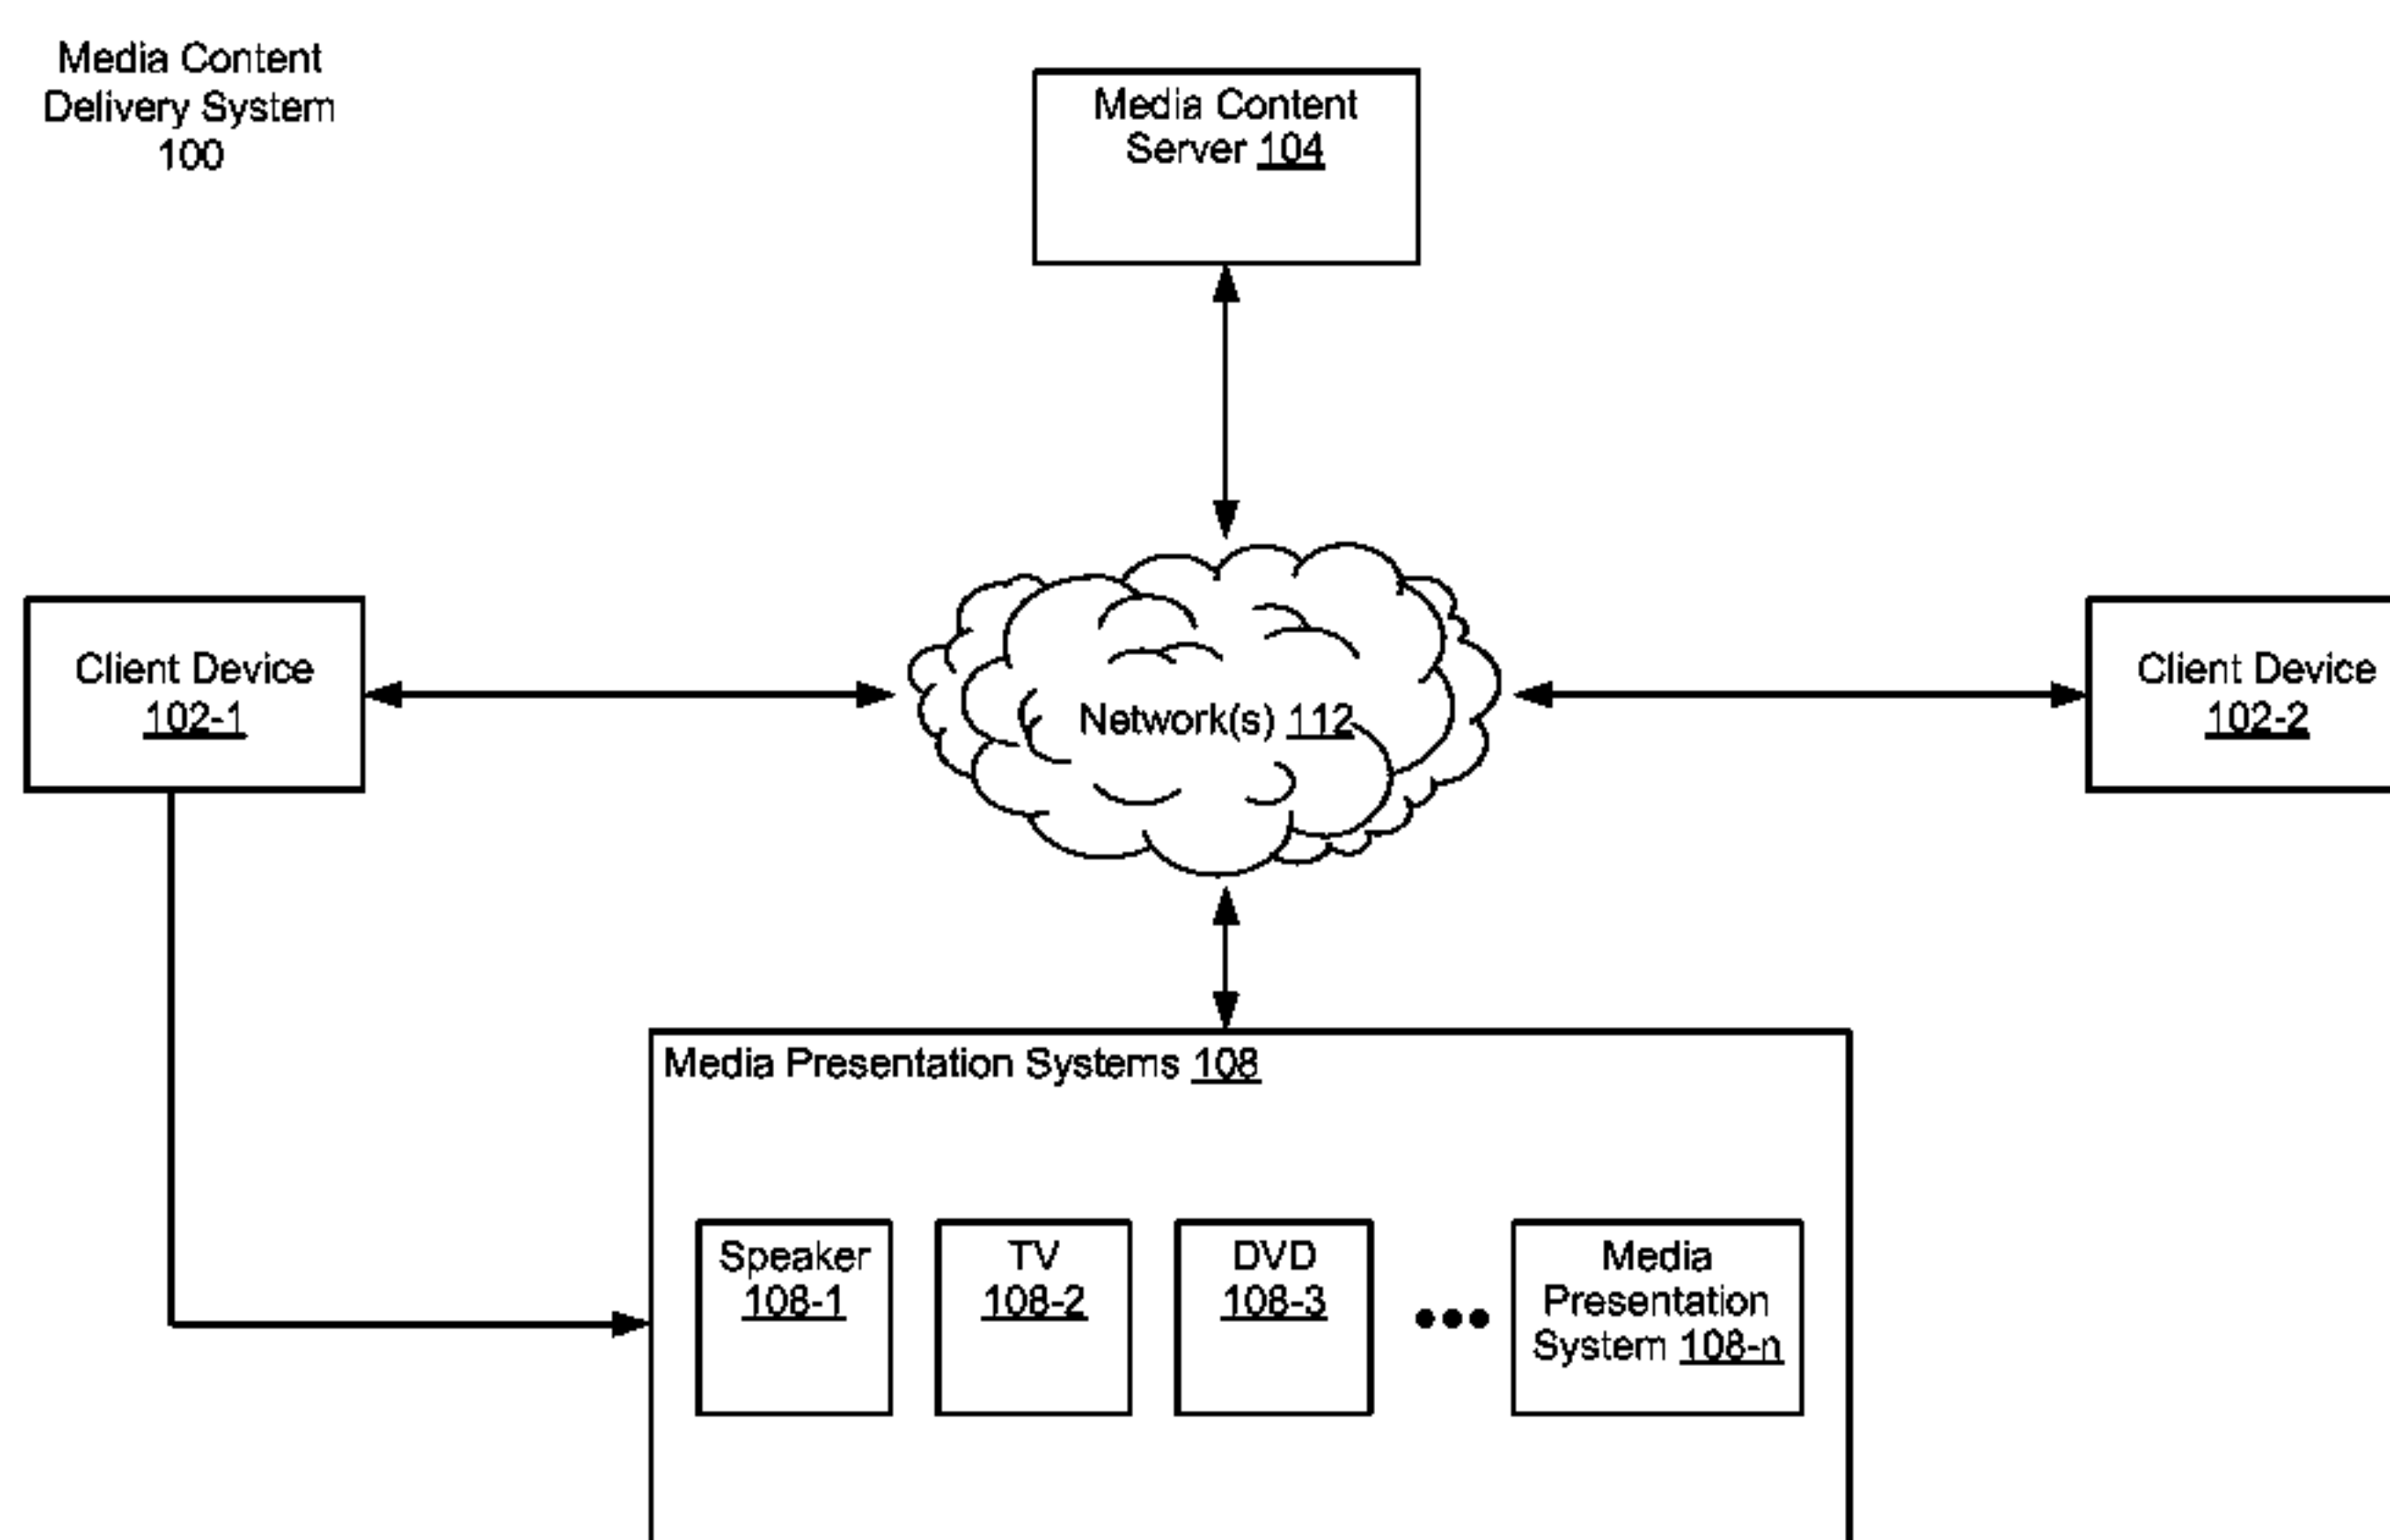 Media Content
Delivery System
100
Media Content
Server 104
Client Device
102-1
Network(s) 112
Client Device
102-2
Media Presentation Systems 108
Speaker
108-1
TV
108-2
DVD
108-3
Media
Presentation
System 108-n